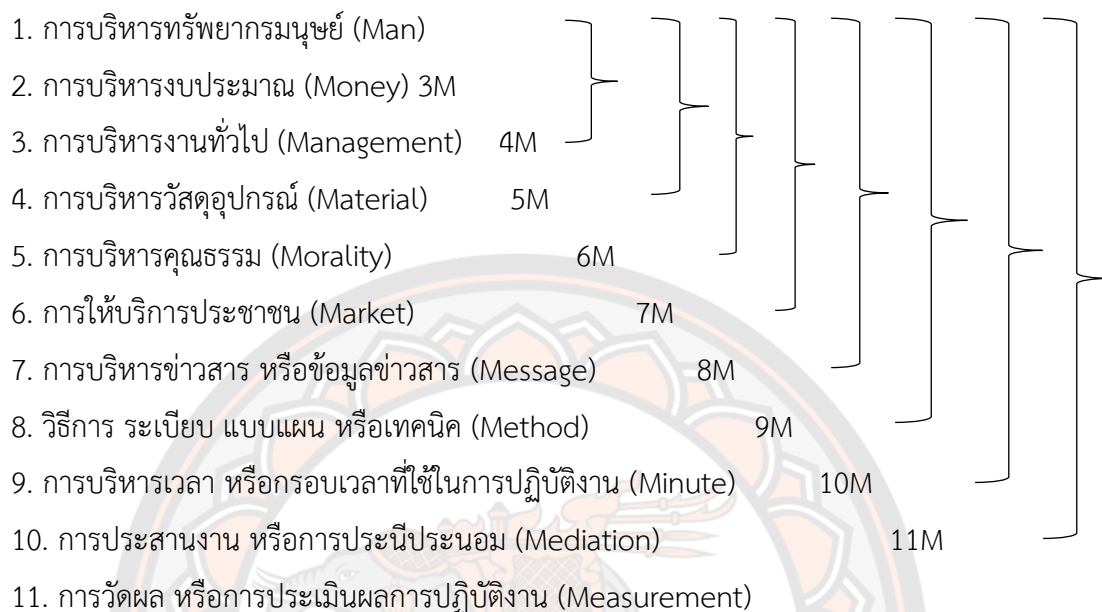 1. การบริหารทรัพยากรมนุษย์ (Man)
2. การบริหารงบประมาณ (Money) 3M
3. การบริหารงานทั่วไป (Management) 4M
4. การบริหารวัสดุอุปกรณ์ (Material) 5M
5. การบริหารคุณธรรม (Morality) 6M
6. การให้บริการประชาชน (Market) 7M
7. การบริหารข่าวสาร หรือข้อมูลข่าวสาร (Message) 8M
8. วิธีการ ระเบียบ แบบแผน หรือเทคนิค (Method) 9M
9. การบริหารเวลา หรือกรอบเวลาที่ใช้ในการปฏิบัติงาน (Minute) 10M
10. การประสานงาน หรือการประนีประนอม (Mediation) 11M
11. การวัดผล หรือการประเมินผลการปฏิบัติงาน (Measurement)